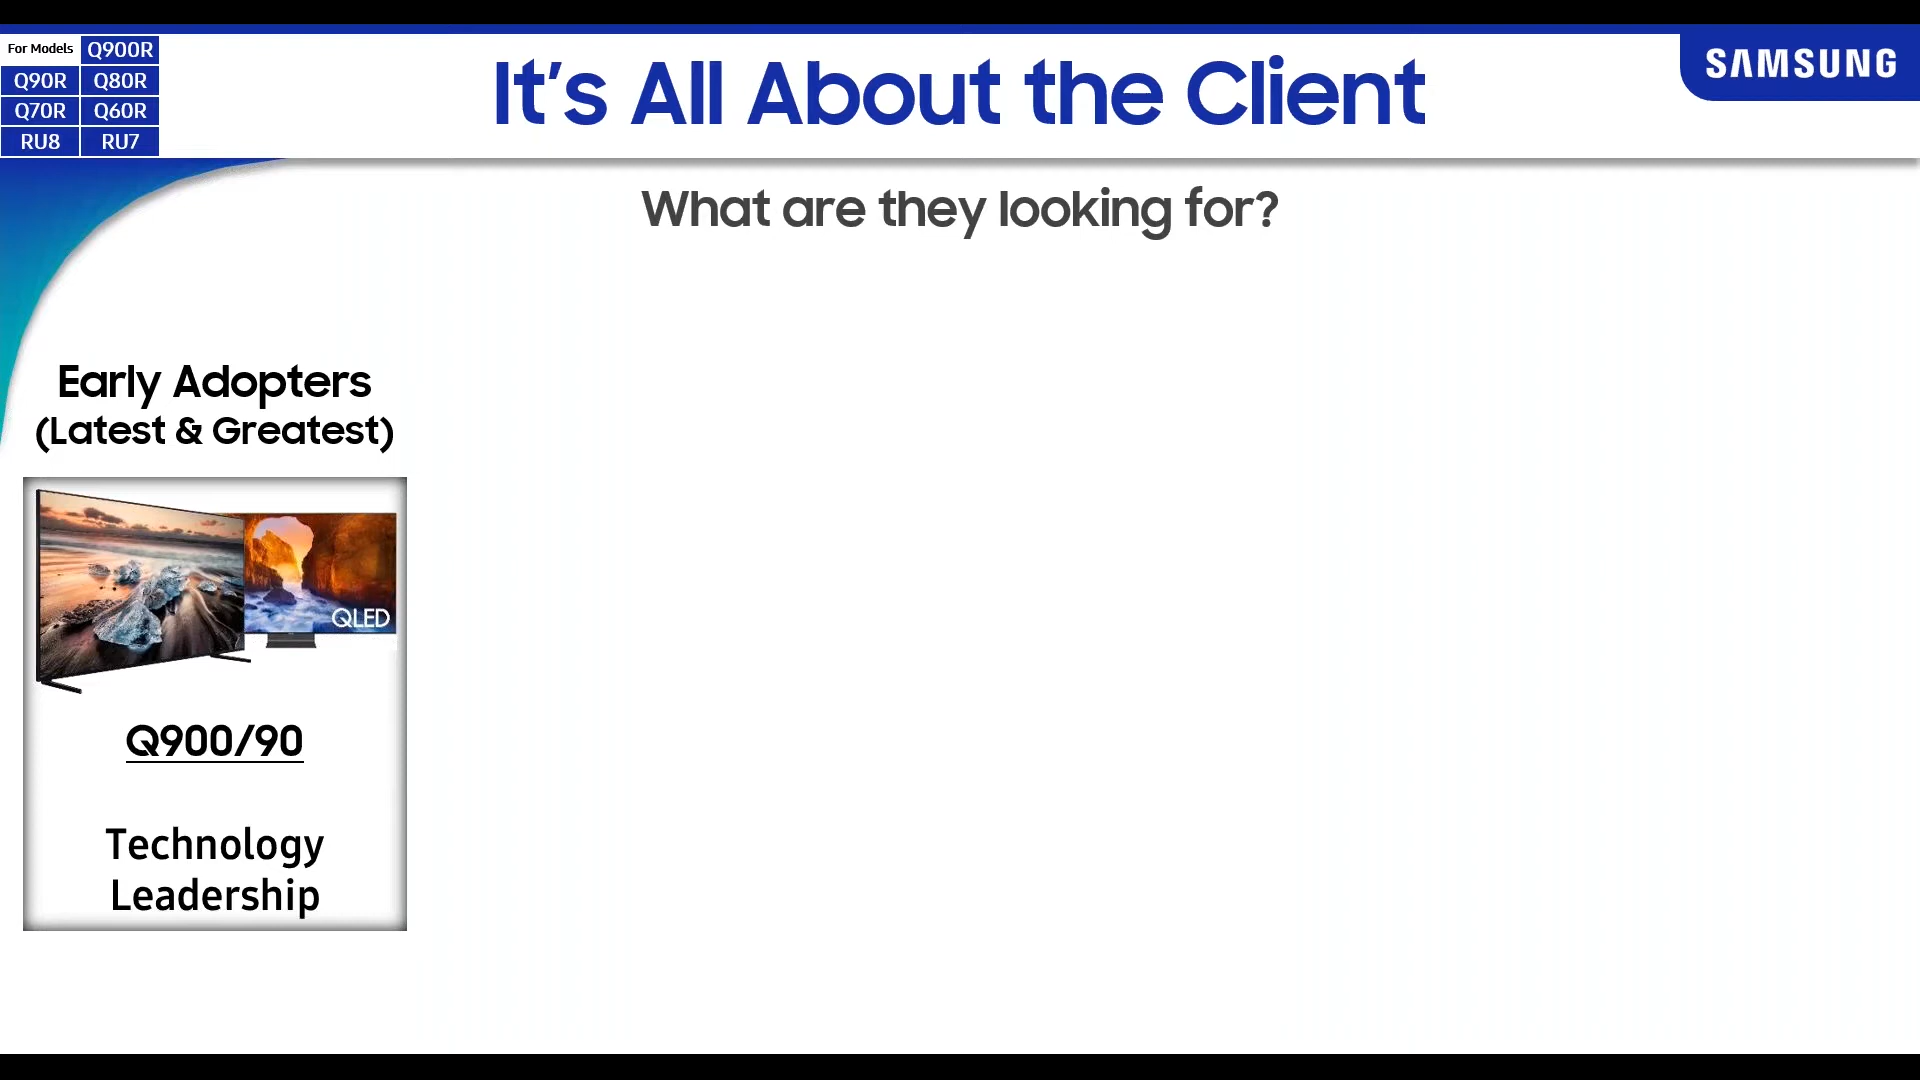 For Models Q900R
Q90R Q80R
Q70R Q60R
RU8 RU7
It's All About the Client
SAMSUNG
What are they looking for?
Early Adopters
(Latest & Greatest)
QLED
Q900/90
Technology
Leadership